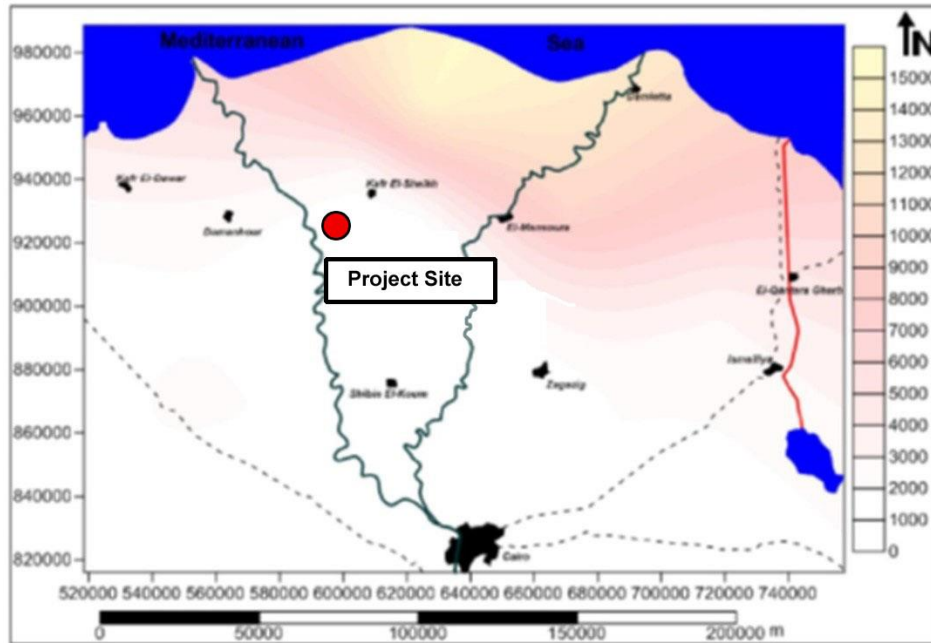 Mediterranean Sea
N
980000
960000
940000
920000
900000
880000
860000
840000
820000
Damietta
Kafr El-Dewar
Kafr El-Sheikh
Damanhour
El-Mansoura
Project Site
El-Qantara Gharb
Ismailiya
Zagazig
Shibin El-Koum
Cairo
15000
14000
13000
12000
11000
10000
9000
8000
7000
6000
5000
4000
3000
2000
1000
0
520000 540000 560000 580000 600000 620000 640000 660000 680000 700000 720000 740000
0 50000 100000 150000 200000 m